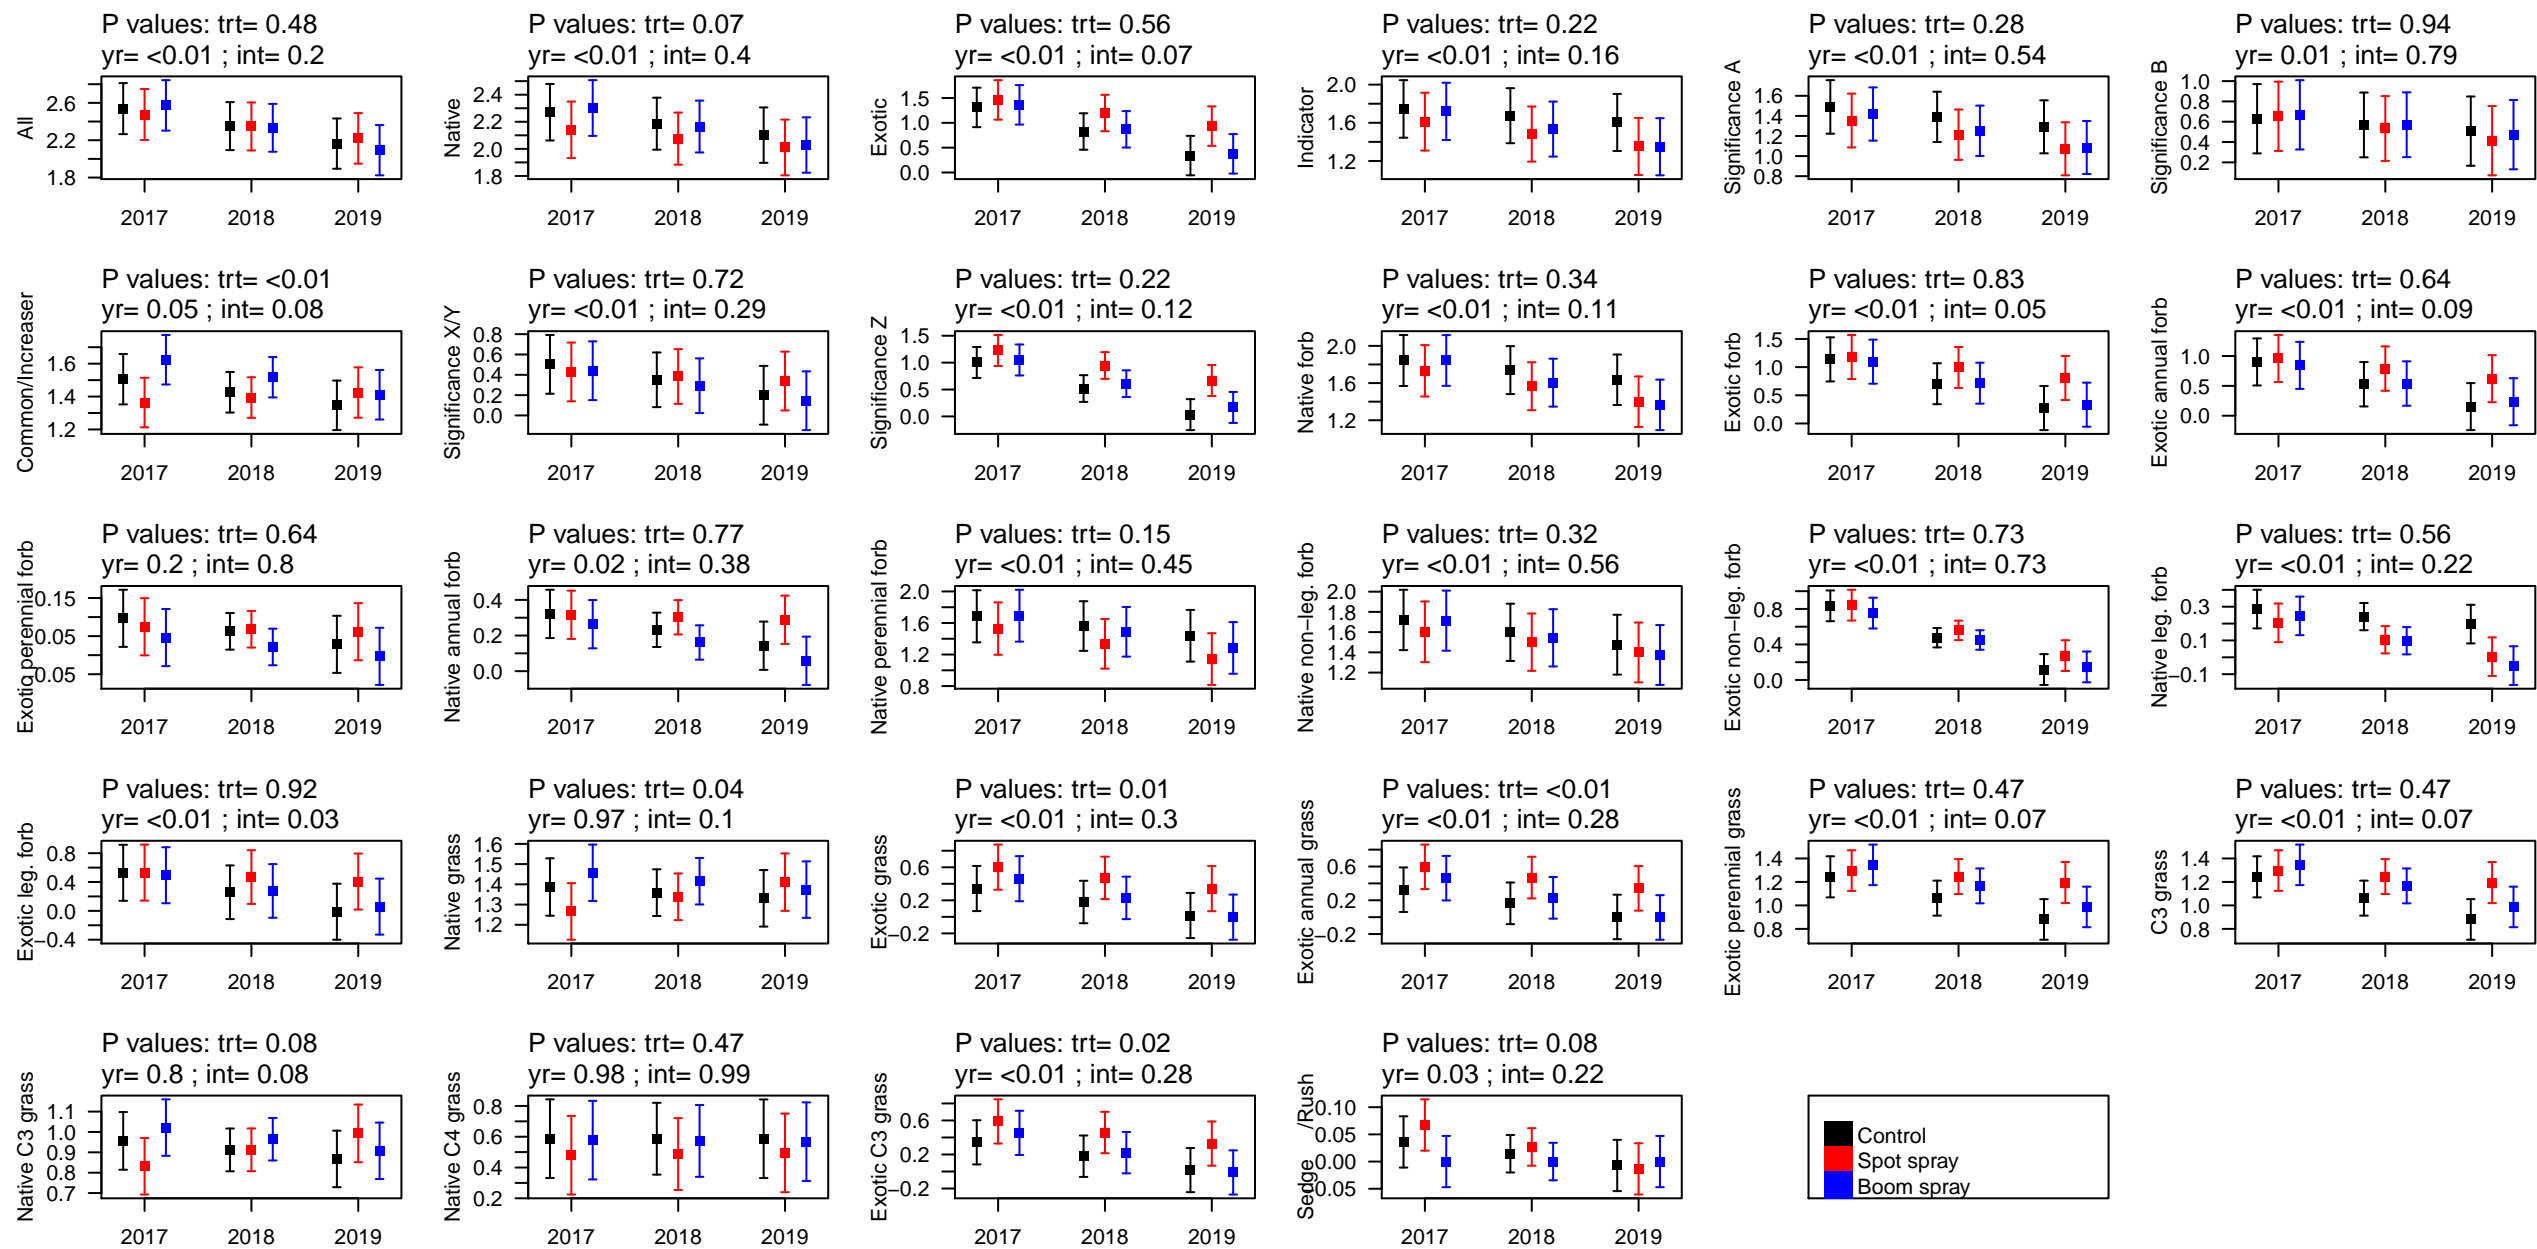 P values: trt= 0.48
yr= <0.01 ; int= 0.2
All
2.6
2.2
1.8
2017 2018 2019
P values: trt= 0.07
yr= <0.01 ; int= 0.4
Native
2.4
2.2
2.0
1.8
2017 2018 2019
P values: trt= 0.56
yr= <0.01 ; int= 0.07
Exotic
1.5
1.0
0.5
0.0
2017 2018 2019
P values: trt= 0.22
yr= <0.01 ; int= 0.16
Indicator
2.0
1.6
1.2
2017 2018 2019
P values: trt= 0.28
yr= <0.01 ; int= 0.54
Significance A
1.6
1.4
1.2
1.0
0.8
2017 2018 2019
P values: trt= 0.94
yr= 0.01 ; int= 0.79
Significance B
1.0
0.8
0.6
0.4
0.2
2017 2018 2019
P values: trt= <0.01
yr= 0.05 ; int= 0.08
Common/Increaser
1.6
1.4
1.2
2017 2018 2019
P values: trt= 0.72
yr= <0.01 ; int= 0.29
Significance X/Y
0.8
0.6
0.4
0.2
0.0
2017 2018 2019
P values: trt= 0.22
yr= <0.01 ; int= 0.12
Significance Z
1.5
1.0
0.5
0.0
2017 2018 2019
P values: trt= 0.34
yr= <0.01 ; int= 0.11
Native forb
2.0
1.6
1.2
2017 2018 2019
P values: trt= 0.83
yr= <0.01 ; int= 0.05
Exotic forb
1.5
1.0
0.5
0.0
2017 2018 2019
P values: trt= 0.64
yr= <0.01 ; int= 0.09
Exotic annual forb
1.0
0.5
0.0
2017 2018 2019
P values: trt= 0.64
yr= 0.2 ; int= 0.8
Exotic perennial forb
0.15
0.05
0.05
2017 2018 2019
P values: trt= 0.77
yr= 0.02 ; int= 0.38
Native annual forb
0.4
0.2
0.0
2017 2018 2019
P values: trt= 0.15
yr= <0.01 ; int= 0.45
Native perennial forb
2.0
1.6
1.2
0.8
2017 2018 2019
P values: trt= 0.32
yr= <0.01 ; int= 0.56
Native non−leg. forb
2.0
1.8
1.6
1.4
1.2
2017 2018 2019
P values: trt= 0.73
yr= <0.01 ; int= 0.73
Exotic non−leg. forb
0.8
0.4
0.0
2017 2018 2019
P values: trt= 0.56
yr= <0.01 ; int= 0.22
Native leg. forb
0.3
0.1
−0.1
2017 2018 2019
P values: trt= 0.92
yr= <0.01 ; int= 0.03
Exotic leg. forb
0.8
0.4
0.0
−0.4
2017 2018 2019
P values: trt= 0.04
yr= 0.97 ; int= 0.1
Native grass
1.6
1.5
1.4
1.3
1.2
2017 2018 2019
P values: trt= 0.01
yr= <0.01 ; int= 0.3
Exotic grass
0.6
0.2
−0.2
2017 2018 2019
P values: trt= <0.01
yr= <0.01 ; int= 0.28
Exotic annual grass
0.6
0.2
−0.2
2017 2018 2019
P values: trt= 0.47
yr= <0.01 ; int= 0.07
Exotic perennial grass
1.4
1.2
1.0
0.8
2017 2018 2019
P values: trt= 0.47
yr= <0.01 ; int= 0.07
C3 grass
1.4
1.2
1.0
0.8
2017 2018 2019
P values: trt= 0.08
yr= 0.8 ; int= 0.08
Native C3 grass
1.1
1.0
0.9
0.8
0.7
2017 2018 2019
P values: trt= 0.47
yr= 0.98 ; int= 0.99
Native C4 grass
0.8
0.6
0.4
0.2
2017 2018 2019
P values: trt= 0.02
yr= <0.01 ; int= 0.28
Exotic C3 grass
0.6
0.2
−0.2
2017 2018 2019
P values: trt= 0.08
yr= 0.03 ; int= 0.22
Sedge /Rush
0.10
0.05
0.00
0.05
2017 2018 2019
Control
Spot spray
Boom spray